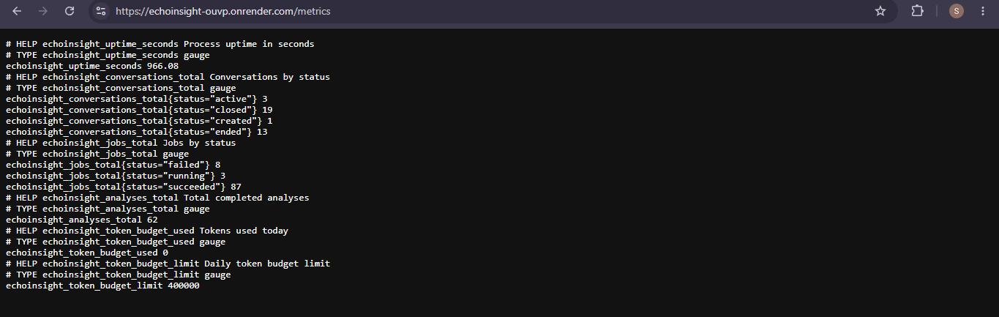 https://echoinsight-ouvp.onrender.com/metrics
S
# HELP echoinsight_uptime_seconds Process uptime in seconds
# TYPE echoinsight_uptime_seconds gauge
echoinsight_uptime_seconds 966.08
# HELP echoinsight_conversations_total Conversations by status
# TYPE echoinsight_conversations_total gauge
echoinsight_conversations_total{status="active"} 3
echoinsight_conversations_total{status="closed"} 19
echoinsight_conversations_total{status="created"} 1
echoinsight_conversations_total{status="ended"} 13
# HELP echoinsight_jobs_total Jobs by status
# TYPE echoinsight_jobs_total gauge
echoinsight_jobs_total{status="failed"} 8
echoinsight_jobs_total{status="running"} 3
echoinsight_jobs_total{status="succeeded"} 87
# HELP echoinsight_analyses_total Total completed analyses
# TYPE echoinsight_analyses_total gauge
echoinsight_analyses_total 62
# HELP echoinsight_token_budget_used Tokens used today
# TYPE echoinsight_token_budget_used gauge
echoinsight_token_budget_used 0
# HELP echoinsight_token_budget_limit Daily token budget limit
# TYPE echoinsight_token_budget_limit gauge
echoinsight_token_budget_limit 400000